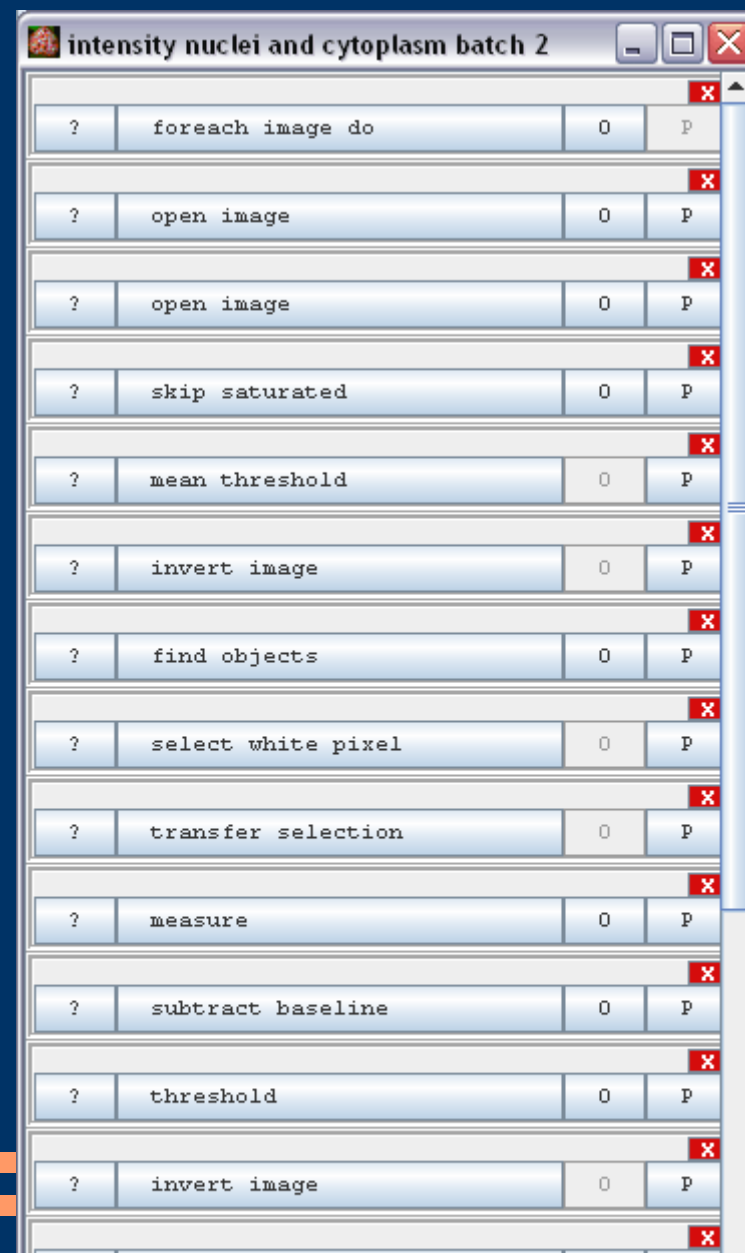 intensity nuclei and cytoplasm batch 2
X
? foreach image do O P
X
? open image O P
X
? open image O P
X
? skip saturated O P
X
? mean threshold O P
X
? invert image O P
X
? find objects O P
X
? select white pixel O P
X
? transfer selection O P
X
? measure O P
X
? subtract baseline O P
X
? threshold O P
X
? invert image O P
X